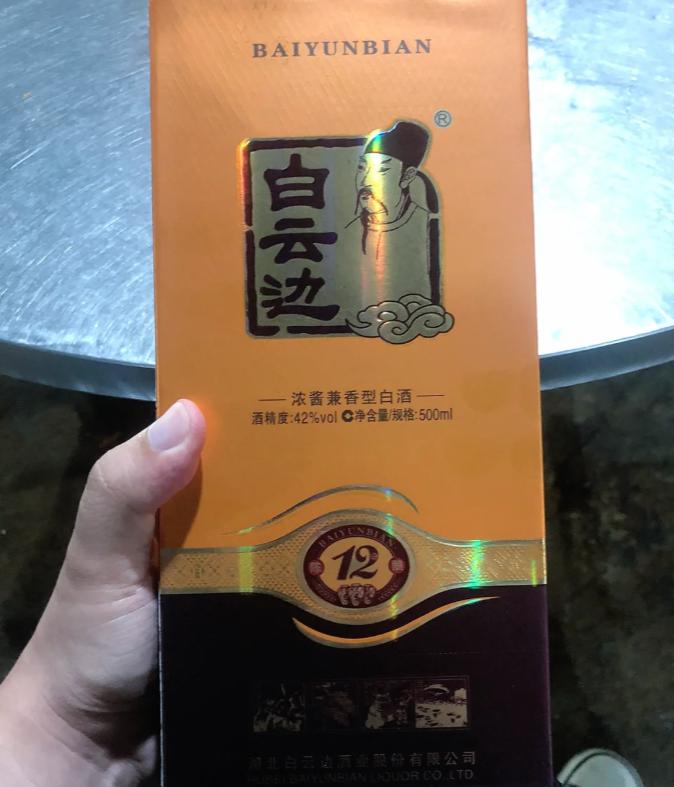 BAIYUNBIAN
®
白云边
浓酱兼香型白酒
酒精度:42%vol 净含量/规格:500ml
BAIYUNBIAN
12
陈 酿
湖北白云边酒业股份有限公司
HUBEI BAIYUNBIAN LIQUOR CO.,LTD.